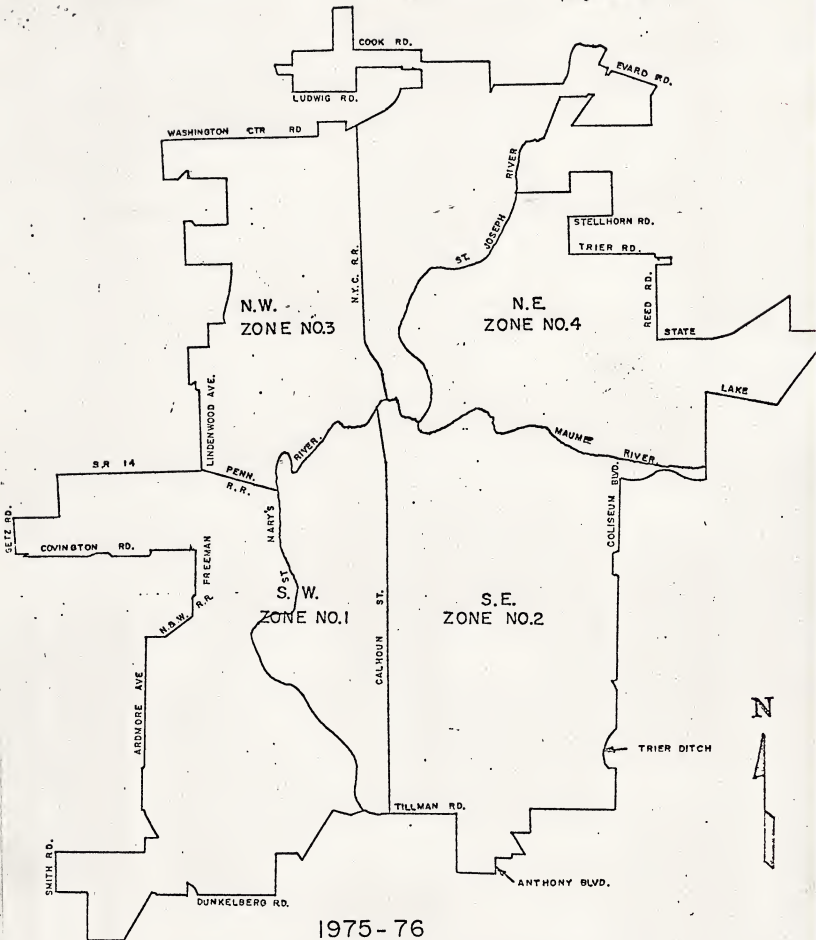 COOK RD.
EVARD RD.
LUDWIG RD.
WASHINGTON CTR RD
RIVER
ST. JOSEPH
STELLHORN RD.
TRIER RD.
N.Y.C. R.R.
REED RD.
N.W.
ZONE NO.3
N.E.
ZONE NO.4
STATE
LINDENWOOD AVE.
LAKE
MAUMEE RIVER
RIVER.
S.R 14
PENN.
R.R.
COLISEUM BLVD.
GETZ RD.
MARY'S
ST
COVINGTON RD.
FREEMAN
N.&W. R.R.
S.W.
ZONE NO.1
S.E.
ZONE NO.2
CALHOUN ST.
ARDMORE AVE
N
TRIER DITCH
TILLMAN RD.
SMITH RD.
ANTHONY BLVD.
DUNKELBERG RD.
1975-76